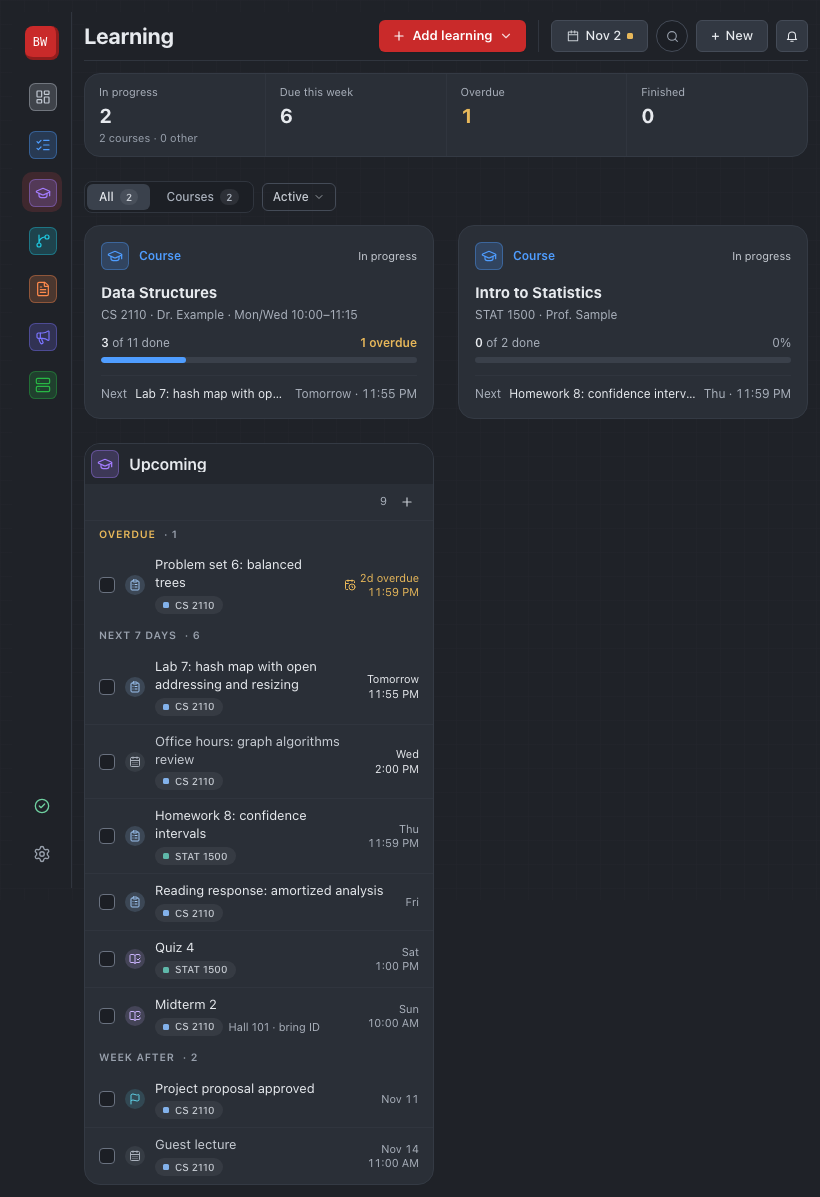 BW
Learning
+ Add learning
Nov 2
+ New
In progress
2
2 courses · 0 other
Due this week
6
Overdue
1
Finished
0
All 2
Courses 2
Active
Course
In progress
Data Structures
CS 2110 · Dr. Example · Mon/Wed 10:00–11:15
3 of 11 done
1 overdue
Next Lab 7: hash map with op... Tomorrow · 11:55 PM
Course
In progress
Intro to Statistics
STAT 1500 · Prof. Sample
0 of 2 done
0%
Next Homework 8: confidence interv... Thu · 11:59 PM
Upcoming
9 +
OVERDUE · 1
Problem set 6: balanced
trees
CS 2110
2d overdue
11:59 PM
NEXT 7 DAYS · 6
Lab 7: hash map with open
addressing and resizing
CS 2110
Tomorrow
11:55 PM
Office hours: graph algorithms
review
CS 2110
Wed
2:00 PM
Homework 8: confidence
intervals
STAT 1500
Thu
11:59 PM
Reading response: amortized analysis
CS 2110
Fri
Quiz 4
STAT 1500
Sat
1:00 PM
Midterm 2
CS 2110 Hall 101 · bring ID
Sun
10:00 AM
WEEK AFTER · 2
Project proposal approved
CS 2110
Nov 11
Guest lecture
CS 2110
Nov 14
11:00 AM